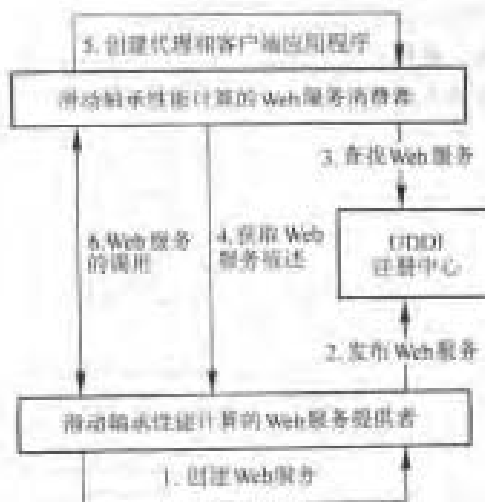 5. 创建代理和客户端应用程序
滑动轴承性能计算的Web服务消费者
3. 查找Web服务
6.Web服务
的调用
4. 获取Web
服务描述
UDDI
注册中心
2. 发布Web服务
滑动轴承性能计算的Web服务提供者
1. 创建Web服务